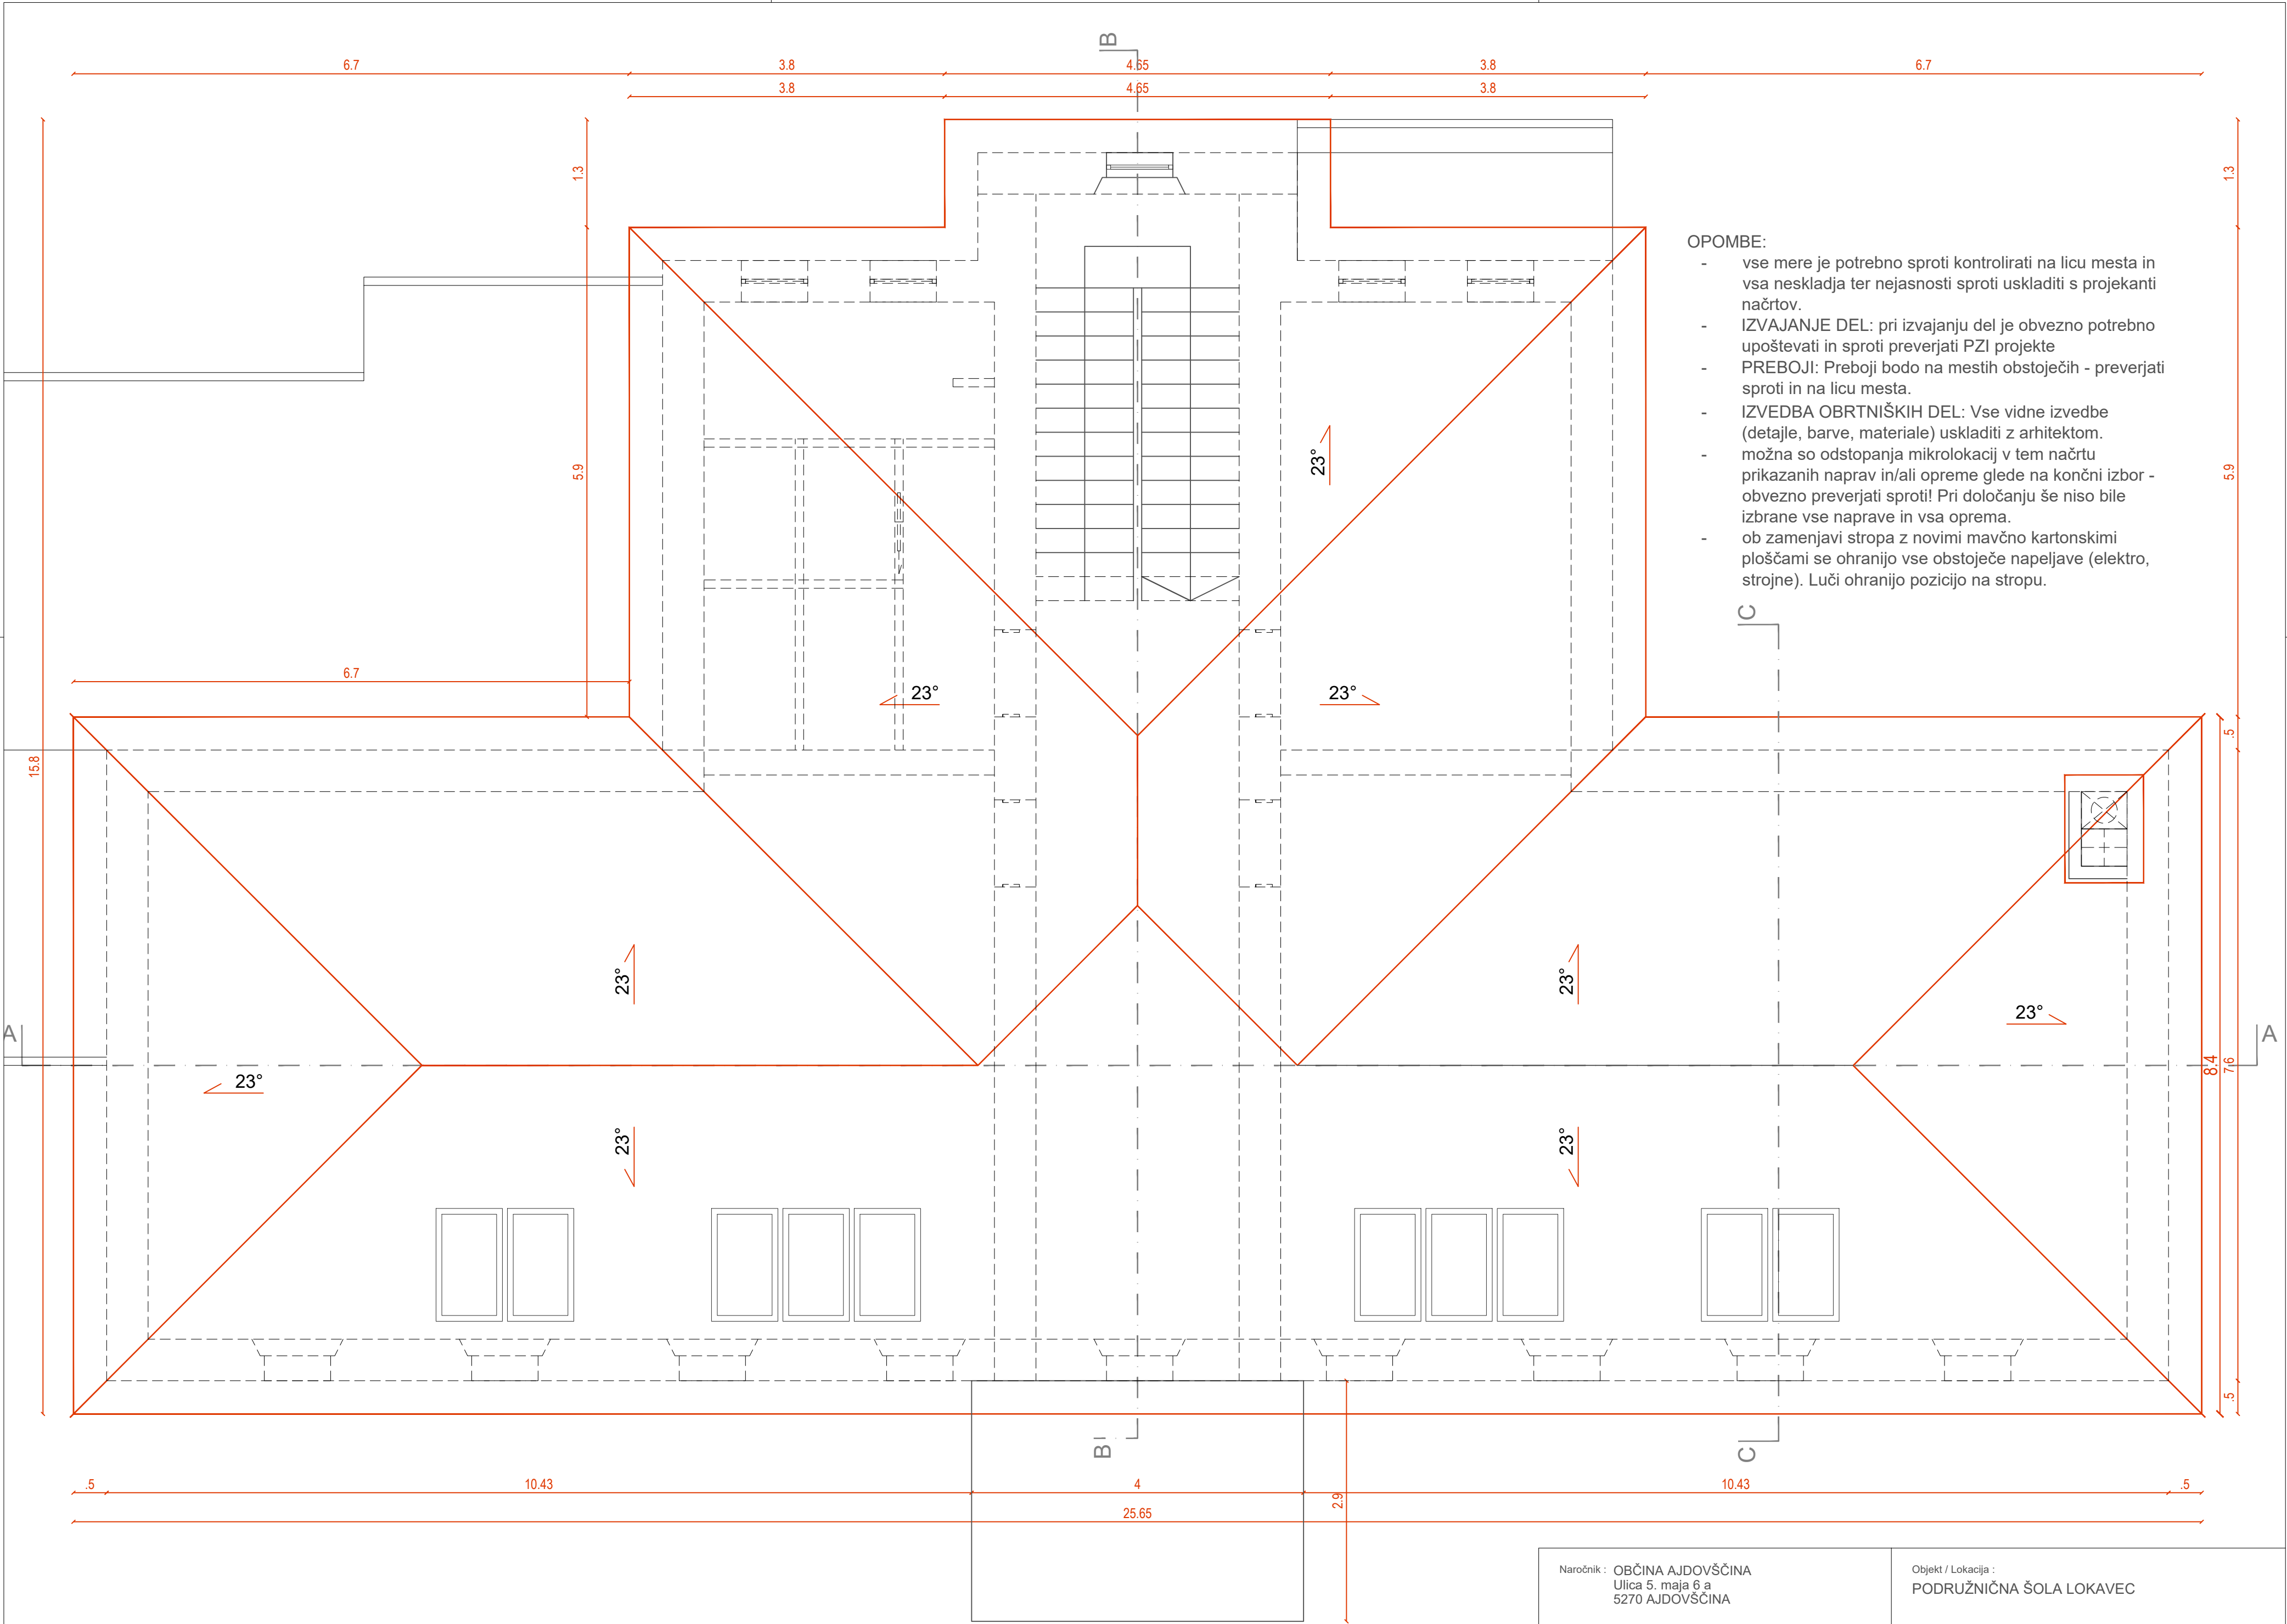 B
6.7
3.8
4.65
3.8
6.7
3.8
4.65
3.8
1.3
1.3
OPOMBE:
- vse mere je potrebno sproti kontrolirati na licu mesta in
vsa neskladja ter nejasnosti sproti uskladiti s projekanti
načrtov.
- IZVAJANJE DEL: pri izvajanju del je obvezno potrebno
upoštevati in sproti preverjati PZI projekte
- PREBOJI: Preboji bodo na mestih obstoječih - preverjati
sproti in na licu mesta.
- IZVEDBA OBRTNIŠKIH DEL: Vse vidne izvedbe
(detajle, barve, materiale) uskladiti z arhitektom.
- možna so odstopanja mikrolokacij v tem načrtu
prikazanih naprav in/ali opreme glede na končni izbor -
obvezno preverjati sproti! Pri določanju še niso bile
izbrane vse naprave in vsa oprema.
- ob zamenjavi stropa z novimi mavčno kartonskimi
ploščami se ohranijo vse obstoječe napeljave (elektro,
strojne). Luči ohranijo pozicijo na stropu.
5.9
23°
5.9
C
6.7
23°
23°
.5
15.8
23°
23°
23°
A
A
23°
8.4
7.6
23°
23°
.5
B
C
.5
10.43
4
10.43
.5
2.9
25.65
Naročnik : OBČINA AJDOVŠČINA
Ulica 5. maja 6 a
5270 AJDOVŠČINA
Objekt / Lokacija :
PODRUŽNIČNA ŠOLA LOKAVEC